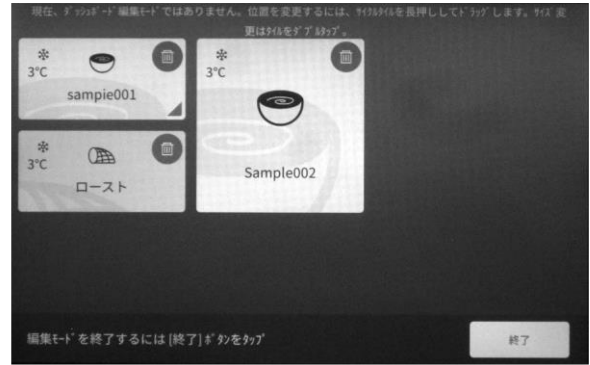 現在、ﾀﾞｯｼｭﾎﾞｰﾄﾞ編集ﾓｰﾄﾞではありません。位置を変更するには、ｻｲｸﾙﾀｲﾙを長押ししてﾄﾞﾗｯｸﾞします。ｻｲｽﾞ変
更はﾀｲﾙをﾀﾞﾌﾞﾙﾀｯﾌﾟ。
3°C
sampie001
3°C
Sample002
3°C
ロースト
編集ﾓｰﾄﾞを終了するには [終了] ﾎﾞﾀﾝをﾀｯﾌﾟ
終了